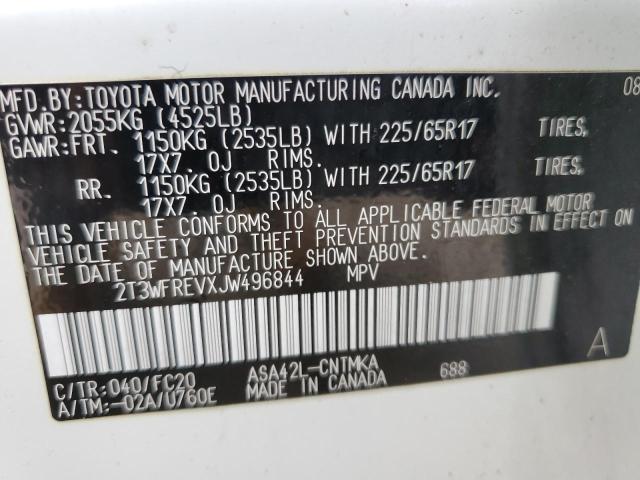 MFD.BY:TOYOTA MOTOR MANUFACTURING CANADA INC. 08
GVWR:2055KG (4525LB)
GAWR:FRT. 1150KG (2535LB) WITH 225/65R17 TIRES.
17X7.0J RIMS.
RR. 1150KG (2535LB) WITH 225/65R17 TIRES.
17X7.0J RIMS.
THIS VEHICLE CONFORMS TO ALL APPLICABLE FEDERAL MOTOR
VEHICLE SAFETY AND THEFT PREVENTION STANDARDS IN EFFECT ON
THE DATE OF MANUFACTURE SHOWN ABOVE.
2T3WFREVXJW496844 MPV
A
C/TR:040/FC20 ASA42L-CNTMKA 688
A/TM:-02A/U760E MADE IN CANADA